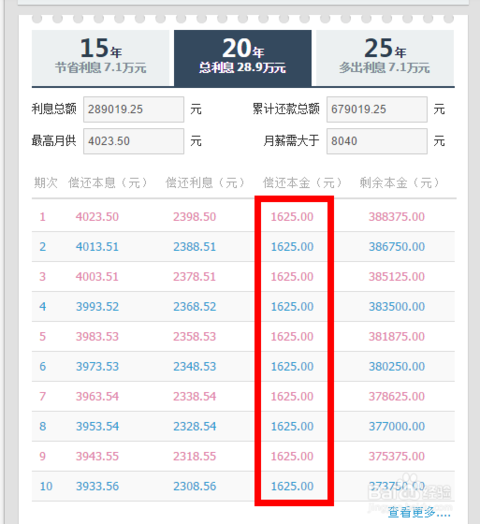 15年 20年 25年
节省利息 7.1万元 总利息 28.9万元 多出利息 7.1万元
利息总额 289019.25 元 累计还款总额 679019.25 元
最高月供 4023.50 元 月薪需大于 8040 元
期次 偿还本息（元） 偿还利息（元） 偿还本金（元） 剩余本金（元）
1 4023.50 2398.50 1625.00 388375.00
2 4013.51 2388.51 1625.00 386750.00
3 4003.51 2378.51 1625.00 385125.00
4 3993.52 2368.52 1625.00 383500.00
5 3983.53 2358.53 1625.00 381875.00
6 3973.53 2348.53 1625.00 380250.00
7 3963.54 2338.54 1625.00 378625.00
8 3953.54 2328.54 1625.00 377000.00
9 3943.55 2318.55 1625.00 375375.00
10 3933.56 2308.56 1625.00 373750.00
Baidu 经验
查看更多....